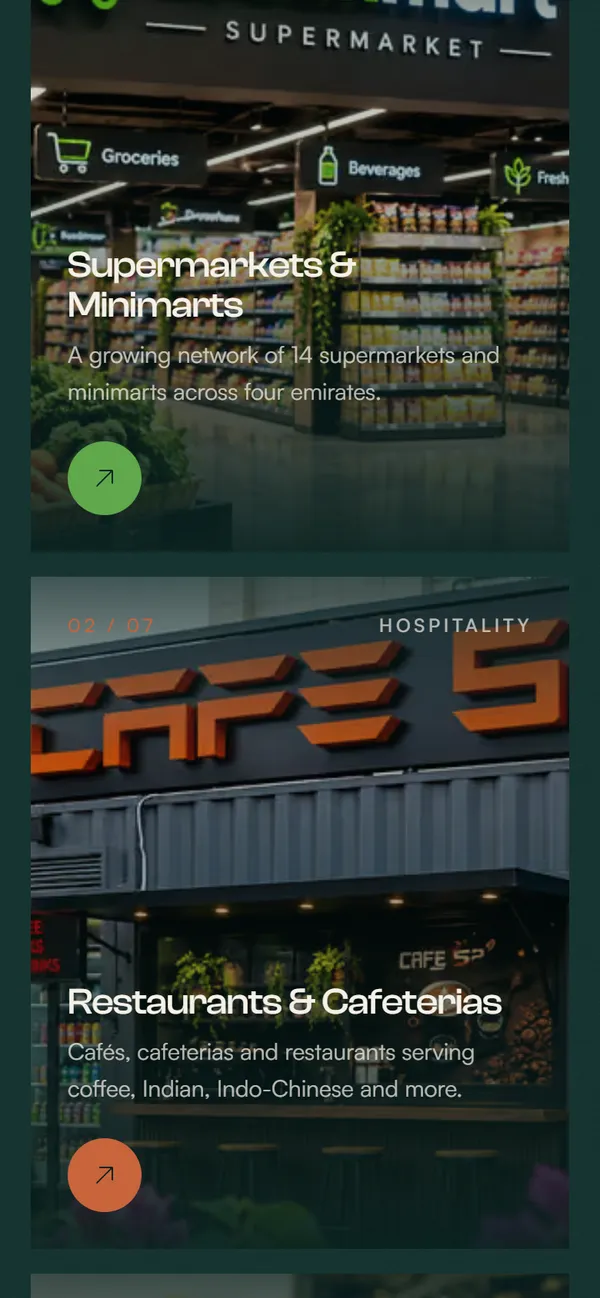 SUPERMARKET
Groceries
Beverages
Fresh
Supermarkets &
Minimarts
A growing network of 14 supermarkets and
minimarts across four emirates.
02 / 07
HOSPITALITY
CAFE 5
CAFE 52°
Restaurants & Cafeterias
Cafés, cafeterias and restaurants serving
coffee, Indian, Indo-Chinese and more.